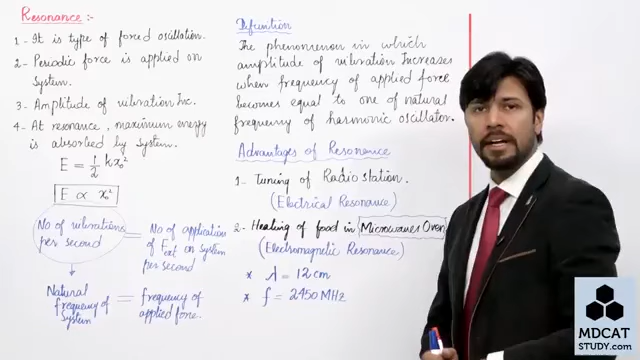 Resonance :-
1 - It is type of forced oscillation.
2 - Periodic force is applied on
System.
3 - Amplitude of vibration Inc.
4 - At resonance, maximum energy
is absorbed by System.
E = 1/2 kx₀²
E ∝ x₀²
No of vibrations
per second
=
No of application
of F ext on System
per second
Natural
frequency of
System
=
frequency of
applied force.
Definition
The phenomenon in which
amplitude of vibration Increases
when frequency of applied force
becomes equal to one of natural
frequency of harmonic oscillator.
Advantages of Resonance
1 - Tuning of Radio station.
(Electrical Resonance)
2 - Heating of food in Microwaves Oven
(Electromagnetic Resonance)
* λ = 12 cm
* f = 2450 MHz
MDCAT
STUDY.com